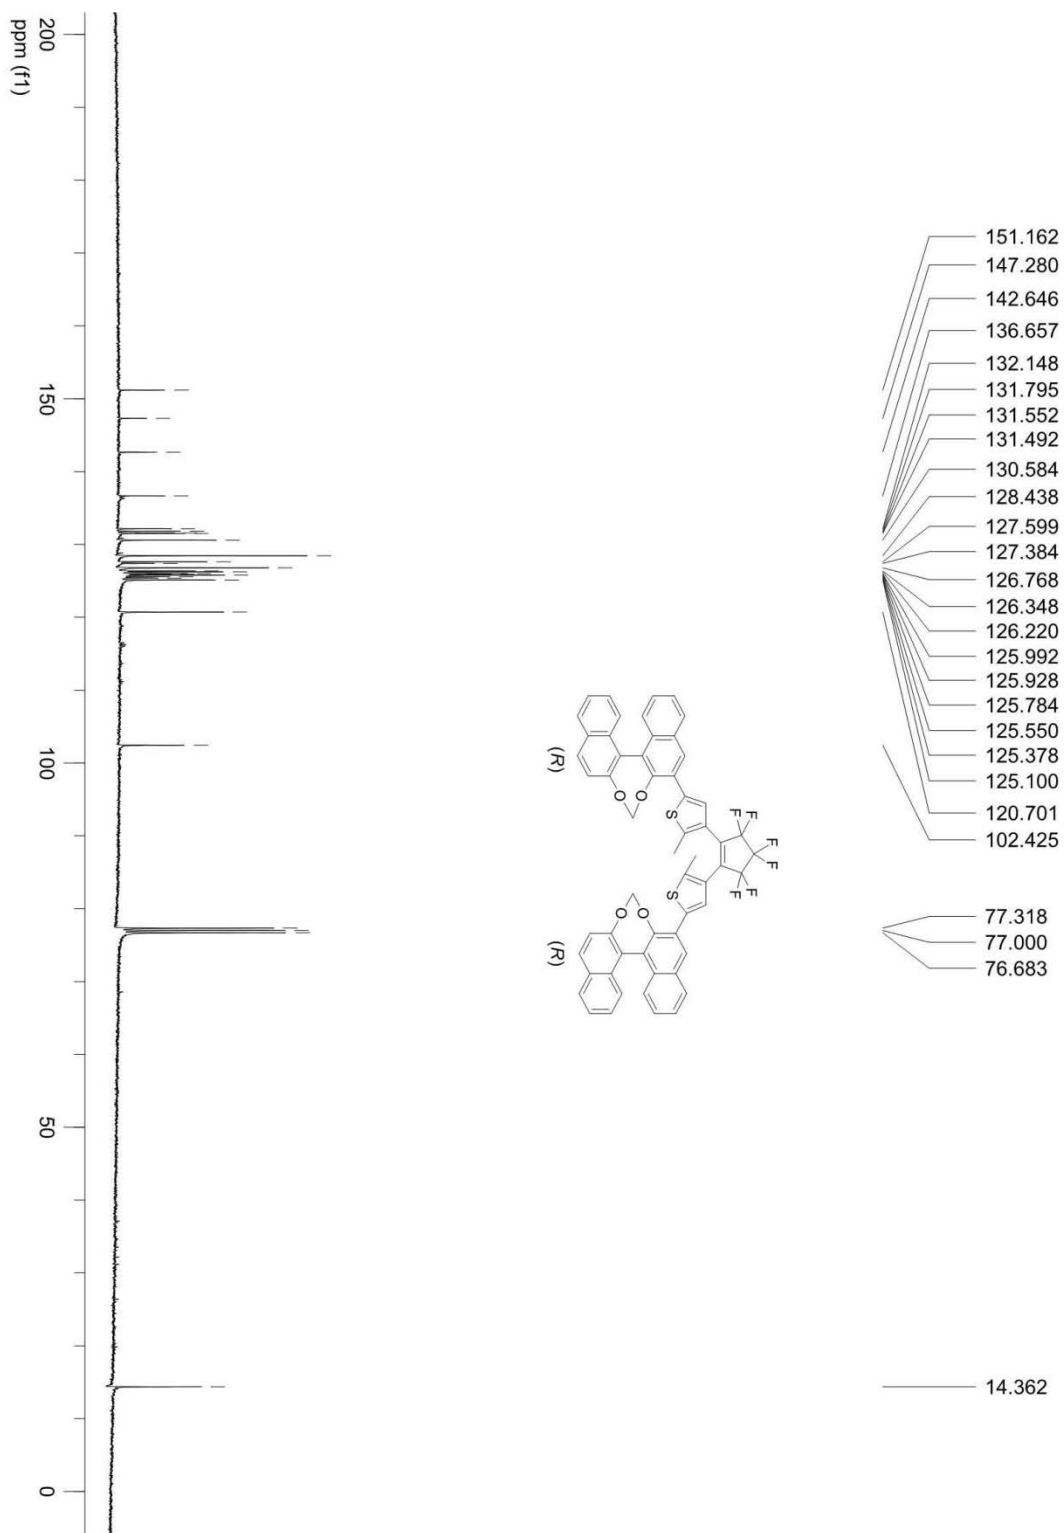 151.162
147.280
142.646
136.657
132.148
131.795
131.552
131.492
130.584
128.438
127.599
127.384
126.768
126.348
126.220
125.992
125.928
125.784
125.550
125.378
125.100
120.701
102.425
77.318
77.000
76.683
14.362
F
F
F
F
F
F
S
S
O
O
O
O
(R)
(R)
200
150
100
50
0
ppm (f1)